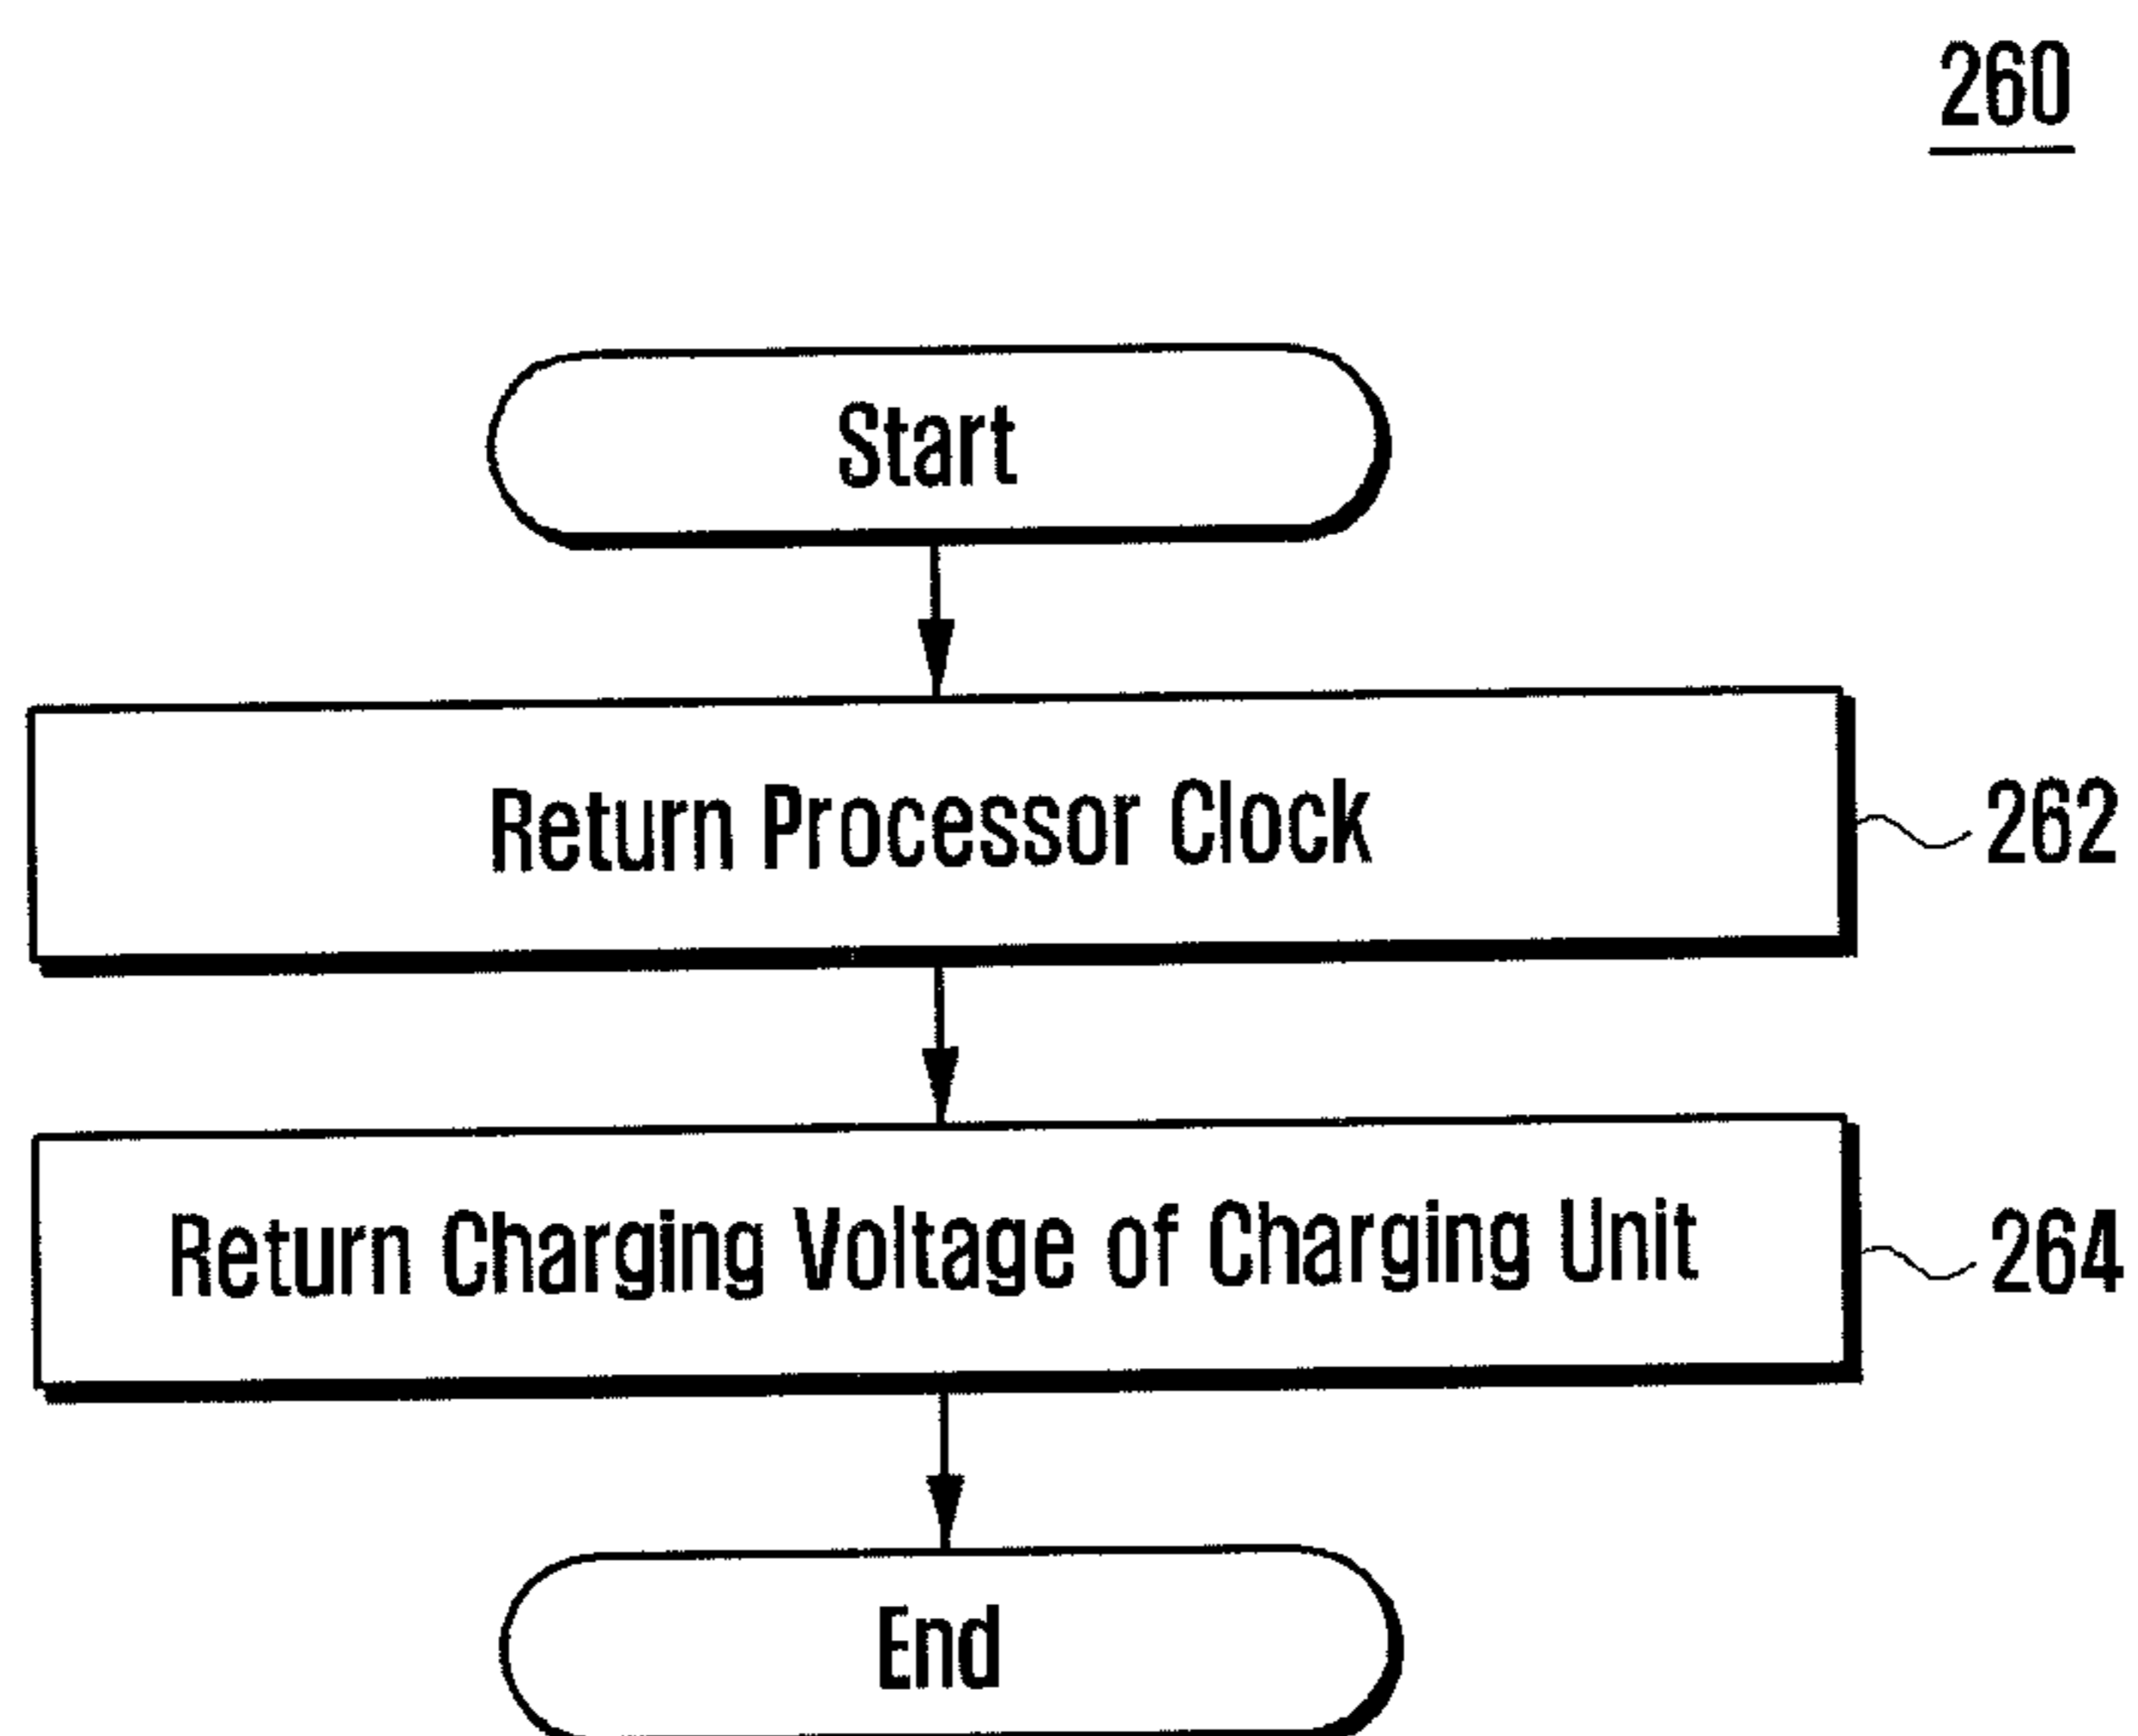 260
Start
Return Processor Clock
262
Return Charging Voltage of Charging Unit
264
End